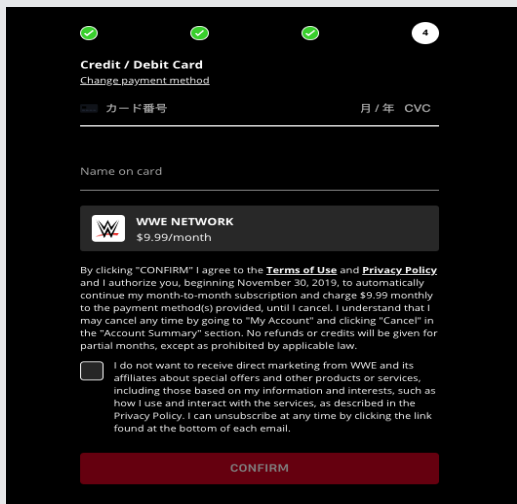 4
Credit / Debit Card
Change payment method
カード番号 月 / 年 CVC
Name on card
WWE NETWORK
$9.99/month
By clicking "CONFIRM" I agree to the Terms of Use and Privacy Policy
and I authorize you, beginning November 30, 2019, to automatically
continue my month-to-month subscription and charge $9.99 monthly
to the payment method(s) provided, until I cancel. I understand that I
may cancel any time by going to "My Account" and clicking "Cancel" in
the "Account Summary" section. No refunds or credits will be given for
partial months, except as prohibited by applicable law.
I do not want to receive direct marketing from WWE and its
affiliates about special offers and other products or services,
including those based on my information and interests, such as
how I use and interact with the services, as described in the
Privacy Policy. I can unsubscribe at any time by clicking the link
found at the bottom of each email.
CONFIRM